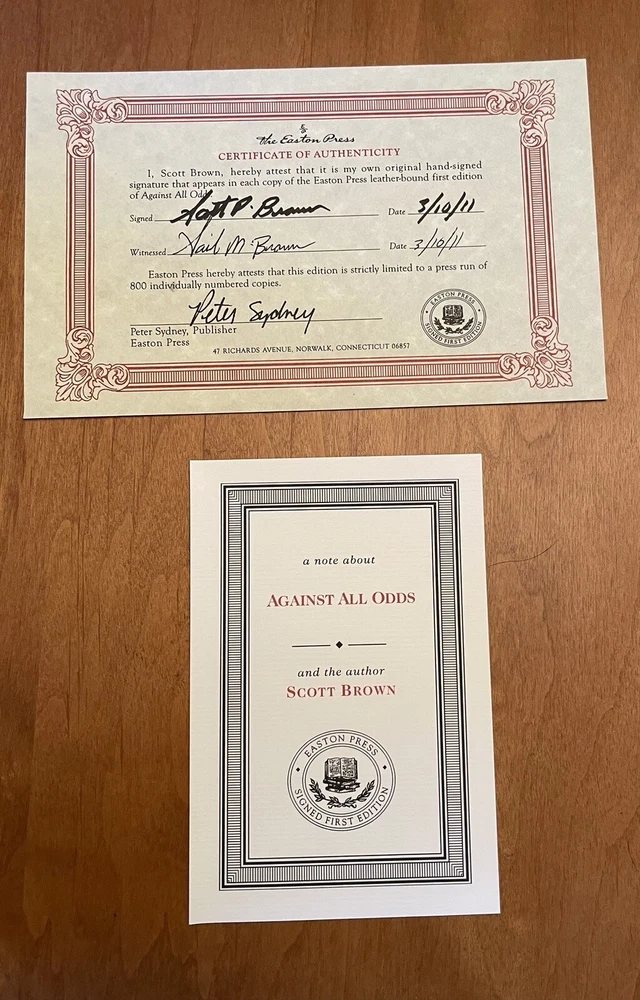 The Easton Press
CERTIFICATE OF AUTHENTICITY
I, Scott Brown, hereby attest that it is my own original hand-signed
signature that appears in each copy of the Easton Press leather-bound first edition
of Against All Odds
Signed Scott P. Brown Date 3/10/11
Witnessed Gail M Brown Date 3/10/11
Easton Press hereby attests that this edition is strictly limited to a press run of
800 individually numbered copies.
Peter Sydney
Peter Sydney, Publisher
Easton Press
47 RICHARDS AVENUE, NORWALK, CONNECTICUT 06857
EASTON PRESS
SIGNED FIRST EDITION
a note about
AGAINST ALL ODDS
and the author
SCOTT BROWN
EASTON PRESS
SIGNED FIRST EDITION